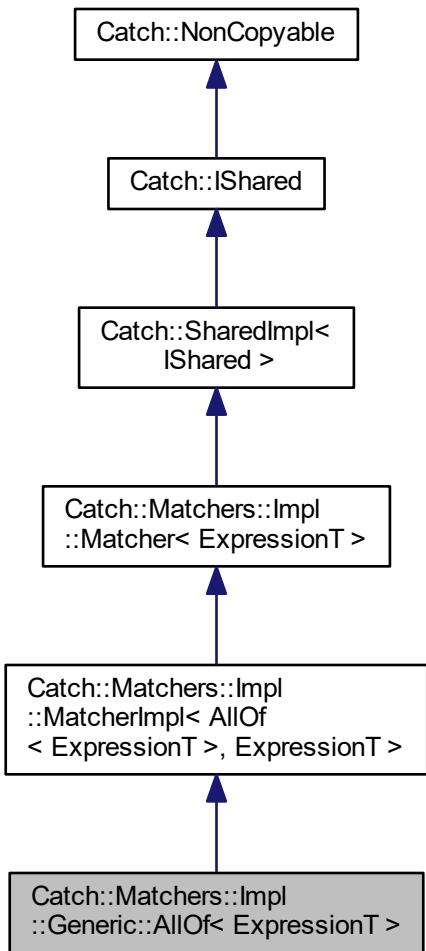 Catch::NonCopyable
Catch::IShared
Catch::SharedImpl<
IShared >
Catch::Matchers::Impl
::Matcher< ExpressionT >
Catch::Matchers::Impl
::MatcherImpl< AllOf
< ExpressionT >, ExpressionT >
Catch::Matchers::Impl
::Generic::AllOf< ExpressionT >